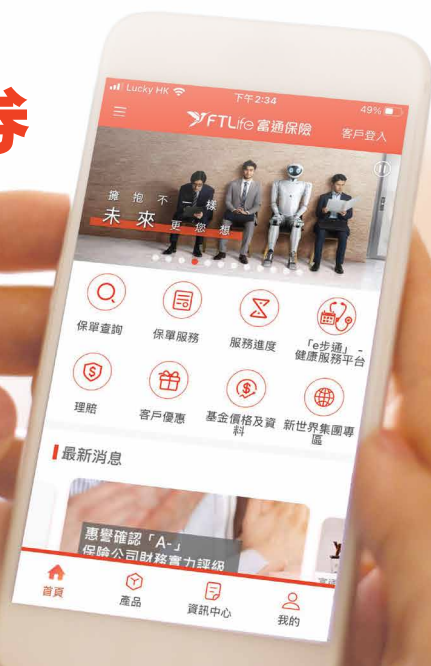 券
Lucky HK
下午2:34
49%
FTLife 富通保險
客戶登入
擁抱不一樣
未來更您想
保單查詢
保單服務
服務進度
「e步通」-
健康服務平台
理賠
客戶優惠
基金價格及資
料
新世界集團專
區
最新消息
惠譽確認「A-」
保險公司財務實力評級
首頁
產品
資訊中心
我的